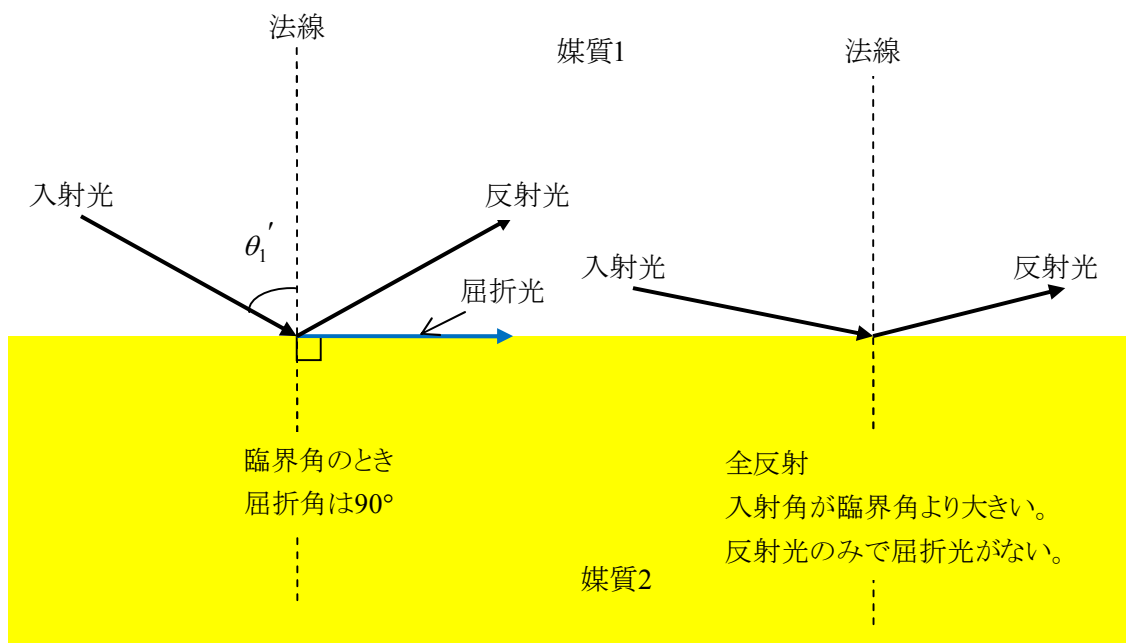 法線
媒質1
法線
入射光
反射光
θ₁′
屈折光
入射光
反射光
臨界角のとき
屈折角は90°
全反射
入射角が臨界角より大きい。
反射光のみで屈折光がない。
媒質2